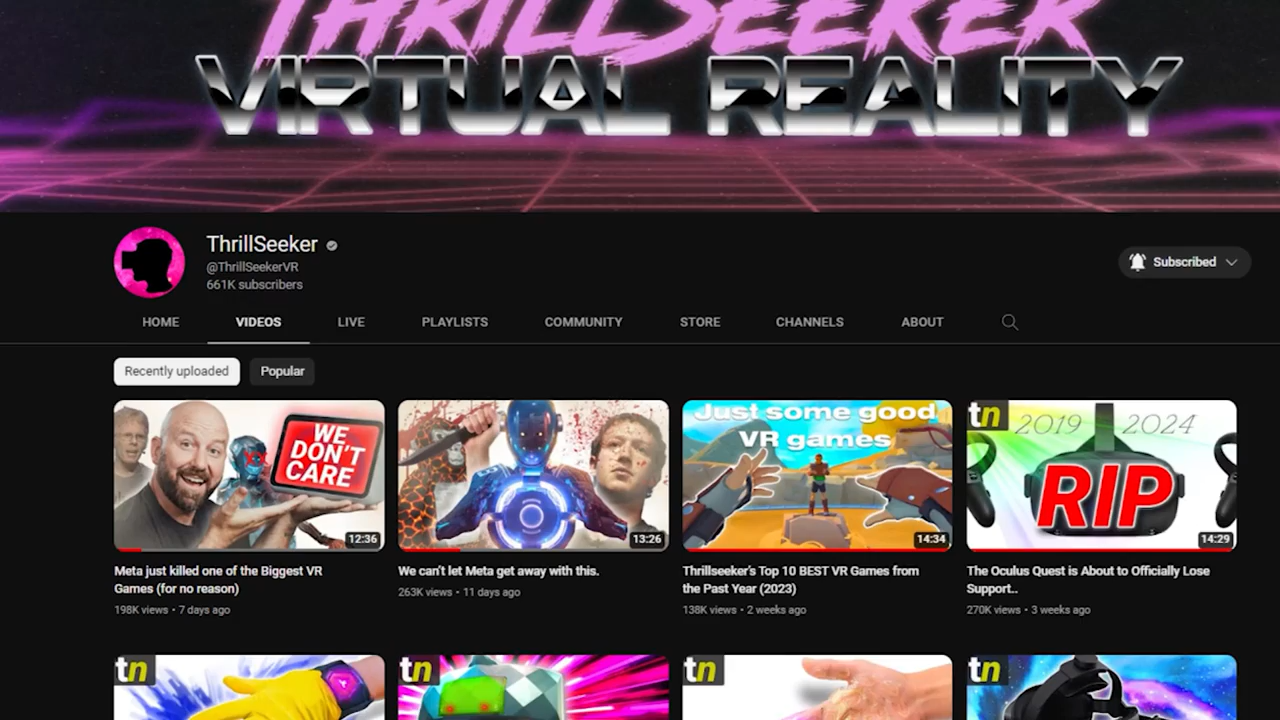 THRILLSEEKER
VIRTUAL REALITY
ThrillSeeker
@ThrillSeekerVR
661K subscribers
Subscribed
HOME VIDEOS LIVE PLAYLISTS COMMUNITY STORE CHANNELS ABOUT
Recently uploaded Popular
WE
DON'T
CARE
12:36
13:26
Just some good
VR games
14:34
tn
2019 2024
RIP
14:29
Meta just killed one of the Biggest VR
Games (for no reason)
198K views • 7 days ago
We can't let Meta get away with this.
263K views • 11 days ago
Thrillseeker's Top 10 BEST VR Games from
the Past Year (2023)
138K views • 2 weeks ago
The Oculus Quest is About to Officially Lose
Support..
270K views • 3 weeks ago
tn
tn
tn
tn